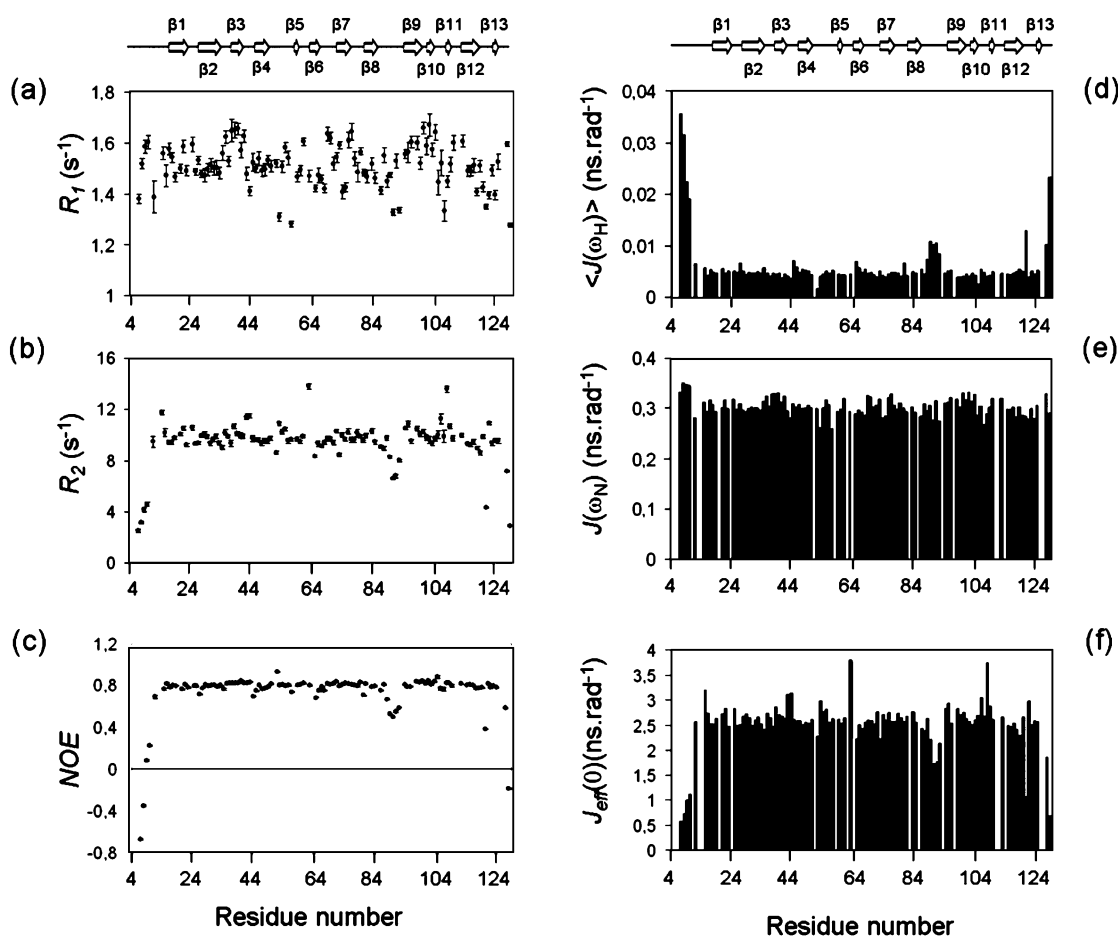 β1 β3 β5 β7 β9 β11 β13
β2 β4 β6 β8 β10 β12
(a)
R1 (s-1)
1,8
1,6
1,4
1,2
1
4 24 44 64 84 104 124
(b)
R2 (s-1)
16
12
8
4
0
4 24 44 64 84 104 124
(c)
NOE
1,2
0.8
0.4
0
-0.4
-0.8
4 24 44 64 84 104 124
Residue number
β1 β3 β5 β7 β9 β11 β13
β2 β4 β6 β8 β10 β12
(d)
<J(ωH)> (ns.rad-1)
0,04
0,03
0,02
0,01
0
4 24 44 64 84 104 124
(e)
J(ωN) (ns.rad-1)
0,4
0,3
0,2
0,1
0
4 24 44 64 84 104 124
(f)
Jeff(0)(ns.rad-1)
4
3,5
3
2,5
2
1,5
1
0,5
0
4 24 44 64 84 104 124
Residue number